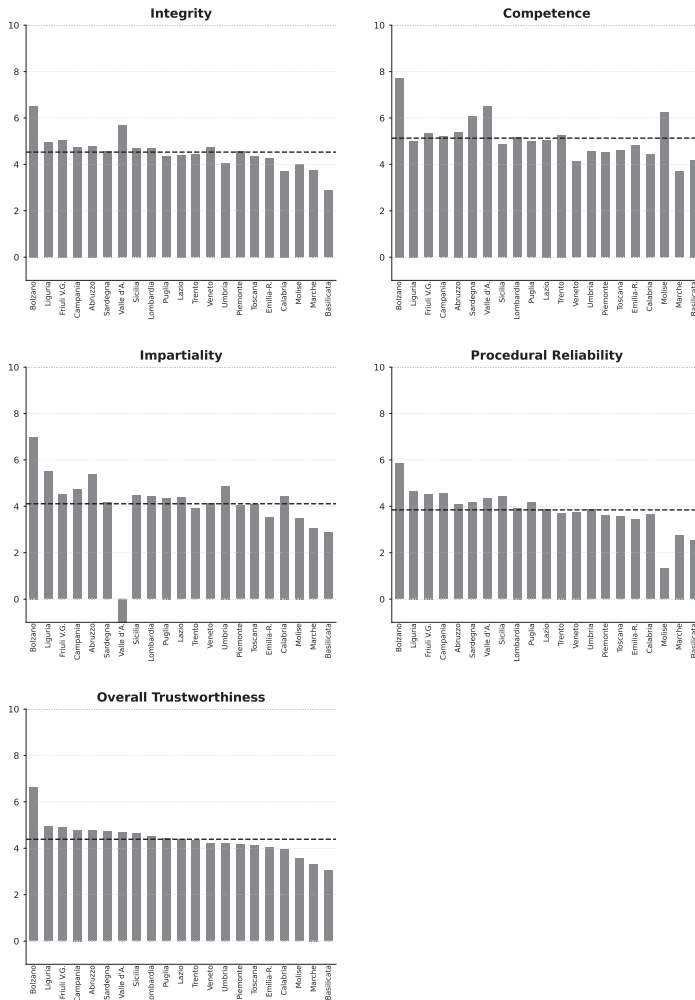 Integrity
10
8
6
4
2
0
Bolzano
Liguria
Friuli V.G.
Campania
Abruzzo
Sardegna
Valle d'A.
Sicilia
Lombardia
Puglia
Lazio
Trento
Veneto
Umbria
Piemonte
Toscana
Emilia-R.
Calabria
Molise
Marche
Basilicata
Competence
10
8
6
4
2
0
Bolzano
Liguria
Friuli V.G.
Campania
Abruzzo
Sardegna
Valle d'A.
Sicilia
Lombardia
Puglia
Lazio
Trento
Veneto
Umbria
Piemonte
Toscana
Emilia-R.
Calabria
Molise
Marche
Basilicata
Impartiality
10
8
6
4
2
0
Bolzano
Liguria
Friuli V.G.
Campania
Abruzzo
Sardegna
Valle d'A.
Sicilia
Lombardia
Puglia
Lazio
Trento
Veneto
Umbria
Piemonte
Toscana
Emilia-R.
Calabria
Molise
Marche
Basilicata
Procedural Reliability
10
8
6
4
2
0
Bolzano
Liguria
Friuli V.G.
Campania
Abruzzo
Sardegna
Valle d'A.
Sicilia
Lombardia
Puglia
Lazio
Trento
Veneto
Umbria
Piemonte
Toscana
Emilia-R.
Calabria
Molise
Marche
Basilicata
Overall Trustworthiness
10
8
6
4
2
0
Bolzano
Liguria
Friuli V.G.
Campania
Abruzzo
Sardegna
Valle d'A.
Sicilia
Lombardia
Puglia
Lazio
Trento
Veneto
Umbria
Piemonte
Toscana
Emilia-R.
Calabria
Molise
Marche
Basilicata